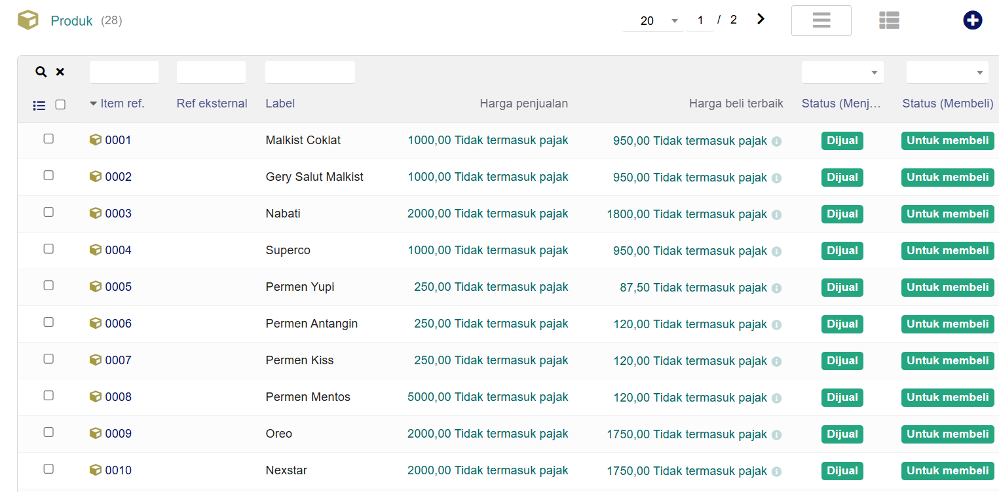 Produk (28) 20 1 / 2
Item ref. Ref eksternal Label Harga penjualan Harga beli terbaik Status (Menj... Status (Membeli)
0001 Malkist Coklat 1000,00 Tidak termasuk pajak 950,00 Tidak termasuk pajak Dijual Untuk membeli
0002 Gery Salut Malkist 1000,00 Tidak termasuk pajak 950,00 Tidak termasuk pajak Dijual Untuk membeli
0003 Nabati 2000,00 Tidak termasuk pajak 1800,00 Tidak termasuk pajak Dijual Untuk membeli
0004 Superco 1000,00 Tidak termasuk pajak 950,00 Tidak termasuk pajak Dijual Untuk membeli
0005 Permen Yupi 250,00 Tidak termasuk pajak 87,50 Tidak termasuk pajak Dijual Untuk membeli
0006 Permen Antangin 250,00 Tidak termasuk pajak 120,00 Tidak termasuk pajak Dijual Untuk membeli
0007 Permen Kiss 250,00 Tidak termasuk pajak 120,00 Tidak termasuk pajak Dijual Untuk membeli
0008 Permen Mentos 5000,00 Tidak termasuk pajak 120,00 Tidak termasuk pajak Dijual Untuk membeli
0009 Oreo 2000,00 Tidak termasuk pajak 1750,00 Tidak termasuk pajak Dijual Untuk membeli
0010 Nexstar 2000,00 Tidak termasuk pajak 1750,00 Tidak termasuk pajak Dijual Untuk membeli